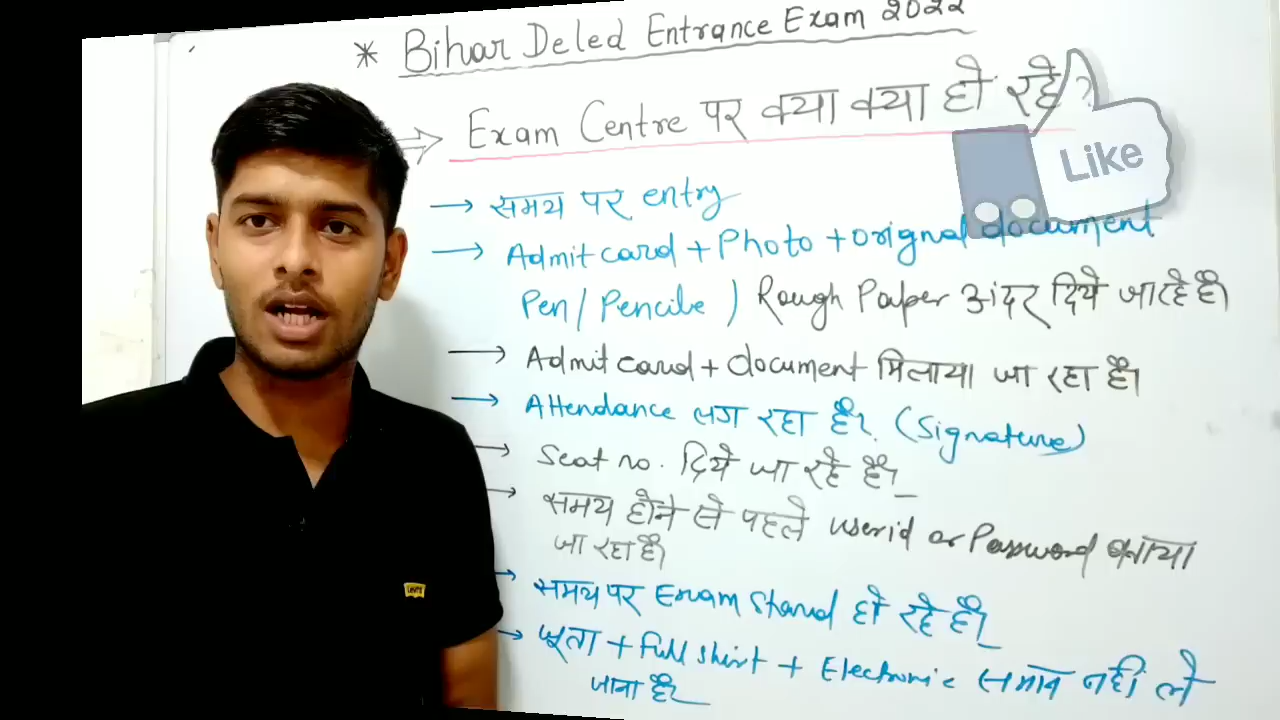 * Bihar Deled Entrance Exam 2022
⇒ Exam Centre पर क्या क्या हो रहे?
Like
→ समय पर entry
→ Admit card + Photo + orignal document
Pen / Pencile ) Rough Paper अंदर दिये जा रहे है।
→ Admit card + document मिलाया जा रहा है।
→ Attendance लग रहा है। (Signature)
→ Seat no. दिये जा रहे है।
→ समय होने से पहले userid or Password बताया
जा रहा है।
→ समय पर Exam Stard हो रहे है।
→ जूता + Full Shirt + Electronic समान नहीं ले
जाना है।
LEVI'S